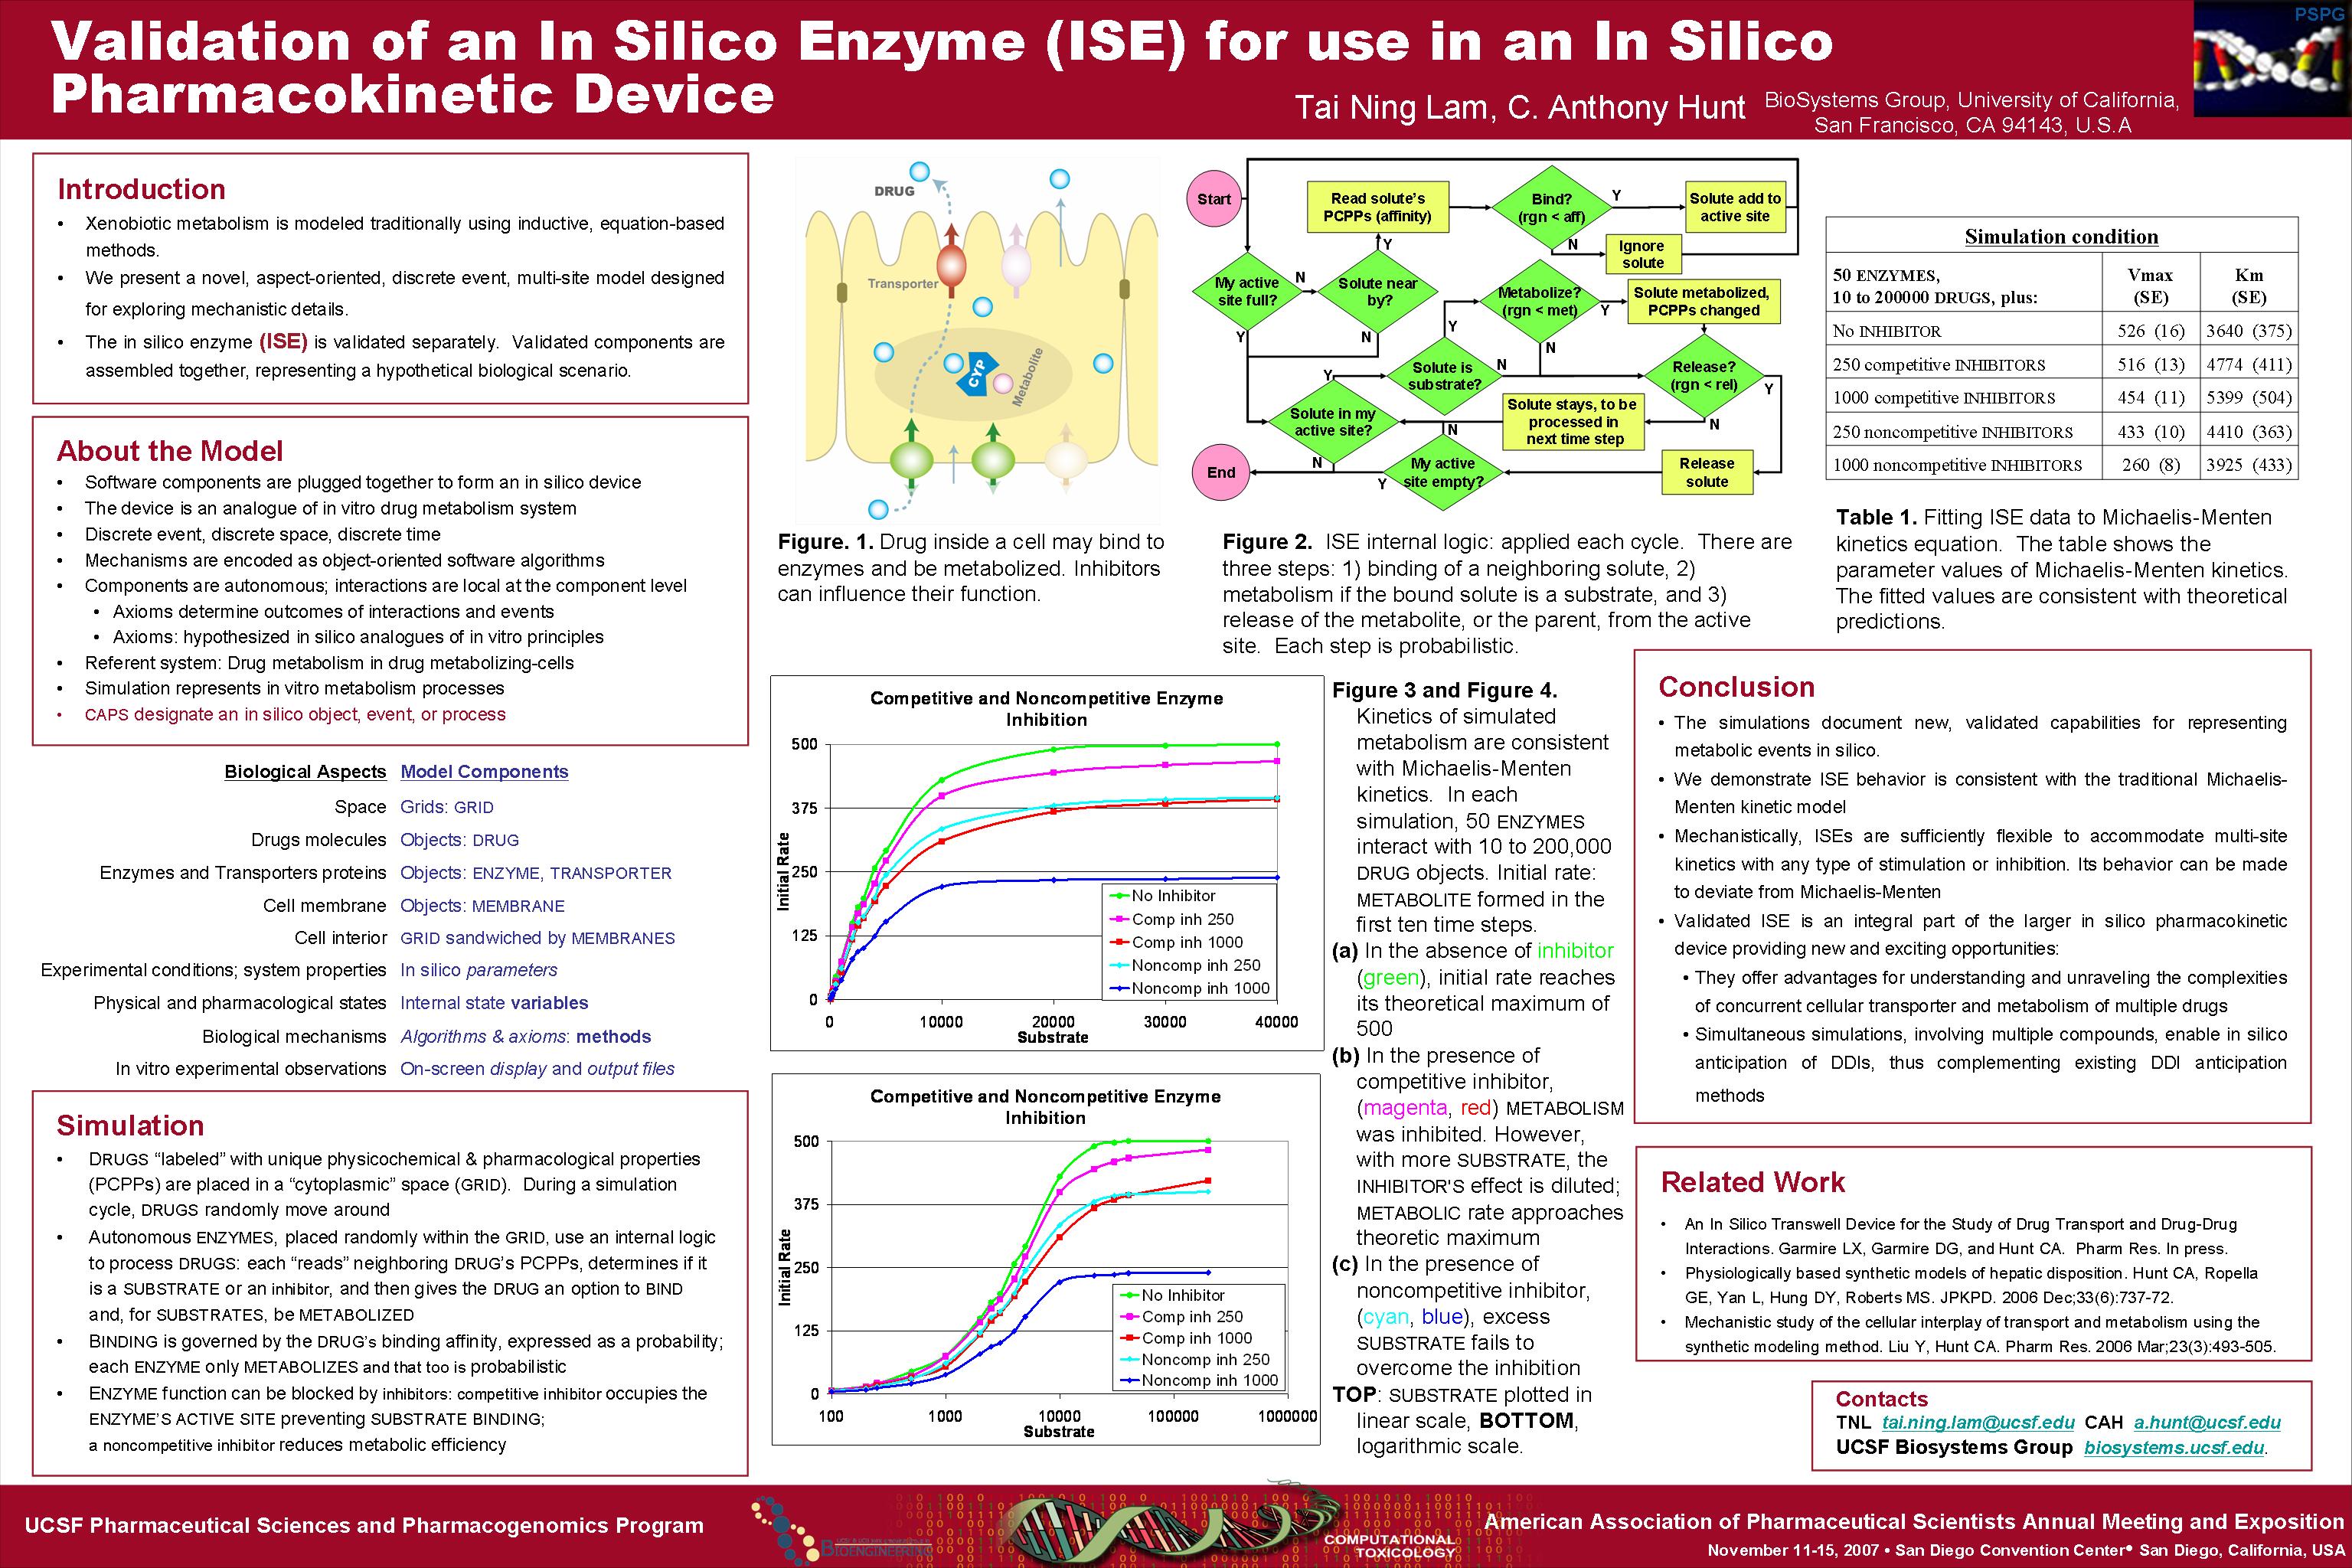 Validation of an In Silico Enzyme (ISE) for use in an In Silico
Pharmacokinetic Device
Tai Ning Lam, C. Anthony Hunt
BioSystems Group, University of California,
San Francisco, CA 94143, U.S.A
PSPG
Introduction
• Xenobiotic metabolism is modeled traditionally using inductive, equation-based
methods.
• We present a novel, aspect-oriented, discrete event, multi-site model designed
for exploring mechanistic details.
• The in silico enzyme (ISE) is validated separately. Validated components are
assembled together, representing a hypothetical biological scenario.
About the Model
• Software components are plugged together to form an in silico device
• The device is an analogue of in vitro drug metabolism system
• Discrete event, discrete space, discrete time
• Mechanisms are encoded as object-oriented software algorithms
• Components are autonomous; interactions are local at the component level
• Axioms determine outcomes of interactions and events
• Axioms: hypothesized in silico analogues of in vitro principles
• Referent system: Drug metabolism in drug metabolizing-cells
• Simulation represents in vitro metabolism processes
• CAPS designate an in silico object, event, or process
Biological Aspects Model Components
Space Grids: GRID
Drugs molecules Objects: DRUG
Enzymes and Transporters proteins Objects: ENZYME, TRANSPORTER
Cell membrane Objects: MEMBRANE
Cell interior GRID sandwiched by MEMBRANES
Experimental conditions; system properties In silico parameters
Physical and pharmacological states Internal state variables
Biological mechanisms Algorithms & axioms: methods
In vitro experimental observations On-screen display and output files
Simulation
• DRUGS “labeled” with unique physicochemical & pharmacological properties
(PCPPs) are placed in a “cytoplasmic” space (GRID). During a simulation
cycle, DRUGS randomly move around
• Autonomous ENZYMES, placed randomly within the GRID, use an internal logic
to process DRUGS: each “reads” neighboring DRUG’s PCPPs, determines if it
is a SUBSTRATE or an inhibitor, and then gives the DRUG an option to BIND
and, for SUBSTRATES, be METABOLIZED
• BINDING is governed by the DRUG’s binding affinity, expressed as a probability;
each ENZYME only METABOLIZES and that too is probabilistic
• ENZYME function can be blocked by inhibitors: competitive inhibitor occupies the
ENZYME’S ACTIVE SITE preventing SUBSTRATE BINDING;
a noncompetitive inhibitor reduces metabolic efficiency
DRUG
Transporter
CYP
Metabolite
Figure. 1. Drug inside a cell may bind to
enzymes and be metabolized. Inhibitors
can influence their function.
Start
Read solute’s
PCPPs (affinity)
Bind?
(rgn < aff)
Y
Solute add to
active site
N
Ignore
solute
Y
My active
site full?
N
Solute near
by?
Metabolize?
(rgn < met)
Y
Solute metabolized,
PCPPs changed
Y
N
Y
N
Solute is
substrate?
N
Release?
(rgn < rel)
Y
Y
Solute in my
active site?
Solute stays, to be
processed in
next time step
N
N
End
N
My active
site empty?
Y
Release
solute
Figure 2. ISE internal logic: applied each cycle. There are
three steps: 1) binding of a neighboring solute, 2)
metabolism if the bound solute is a substrate, and 3)
release of the metabolite, or the parent, from the active
site. Each step is probabilistic.
Simulation condition
50 ENZYMES,
10 to 200000 DRUGS, plus:
Vmax
(SE)
Km
(SE)
No INHIBITOR 526 (16) 3640 (375)
250 competitive INHIBITORS 516 (13) 4774 (411)
1000 competitive INHIBITORS 454 (11) 5399 (504)
250 noncompetitive INHIBITORS 433 (10) 4410 (363)
1000 noncompetitive INHIBITORS 260 (8) 3925 (433)
Table 1. Fitting ISE data to Michaelis-Menten
kinetics equation. The table shows the
parameter values of Michaelis-Menten kinetics.
The fitted values are consistent with theoretical
predictions.
Competitive and Noncompetitive Enzyme
Inhibition
500
375
250
125
0
Initial Rate
No Inhibitor
Comp inh 250
Comp inh 1000
Noncomp inh 250
Noncomp inh 1000
0 10000 20000 30000 40000
Substrate
Competitive and Noncompetitive Enzyme
Inhibition
500
375
250
125
0
Initial Rate
No Inhibitor
Comp inh 250
Comp inh 1000
Noncomp inh 250
Noncomp inh 1000
100 1000 10000 100000 1000000
Substrate
Figure 3 and Figure 4.
Kinetics of simulated
metabolism are consistent
with Michaelis-Menten
kinetics. In each
simulation, 50 ENZYMES
interact with 10 to 200,000
DRUG objects. Initial rate:
METABOLITE formed in the
first ten time steps.
(a) In the absence of inhibitor
(green), initial rate reaches
its theoretical maximum of
500
(b) In the presence of
competitive inhibitor,
(magenta, red) METABOLISM
was inhibited. However,
with more SUBSTRATE, the
INHIBITOR'S effect is diluted;
METABOLIC rate approaches
theoretic maximum
(c) In the presence of
noncompetitive inhibitor,
(cyan, blue), excess
SUBSTRATE fails to
overcome the inhibition
TOP: SUBSTRATE plotted in
linear scale, BOTTOM,
logarithmic scale.
Conclusion
• The simulations document new, validated capabilities for representing
metabolic events in silico.
• We demonstrate ISE behavior is consistent with the traditional Michaelis-
Menten kinetic model
• Mechanistically, ISEs are sufficiently flexible to accommodate multi-site
kinetics with any type of stimulation or inhibition. Its behavior can be made
to deviate from Michaelis-Menten
• Validated ISE is an integral part of the larger in silico pharmacokinetic
device providing new and exciting opportunities:
• They offer advantages for understanding and unraveling the complexities
of concurrent cellular transporter and metabolism of multiple drugs
• Simultaneous simulations, involving multiple compounds, enable in silico
anticipation of DDIs, thus complementing existing DDI anticipation
methods
Related Work
• An In Silico Transwell Device for the Study of Drug Transport and Drug-Drug
Interactions. Garmire LX, Garmire DG, and Hunt CA. Pharm Res. In press.
• Physiologically based synthetic models of hepatic disposition. Hunt CA, Ropella
GE, Yan L, Hung DY, Roberts MS. JPKPD. 2006 Dec;33(6):737-72.
• Mechanistic study of the cellular interplay of transport and metabolism using the
synthetic modeling method. Liu Y, Hunt CA. Pharm Res. 2006 Mar;23(3):493-505.
Contacts
TNL tai.ning.lam@ucsf.edu CAH a.hunt@ucsf.edu
UCSF Biosystems Group biosystems.ucsf.edu.
UCSF Pharmaceutical Sciences and Pharmacogenomics Program
BIOENGINEERING
COMPUTATIONAL
TOXICOLOGY
American Association of Pharmaceutical Scientists Annual Meeting and Exposition
November 11-15, 2007 • San Diego Convention Center• San Diego, California, USA